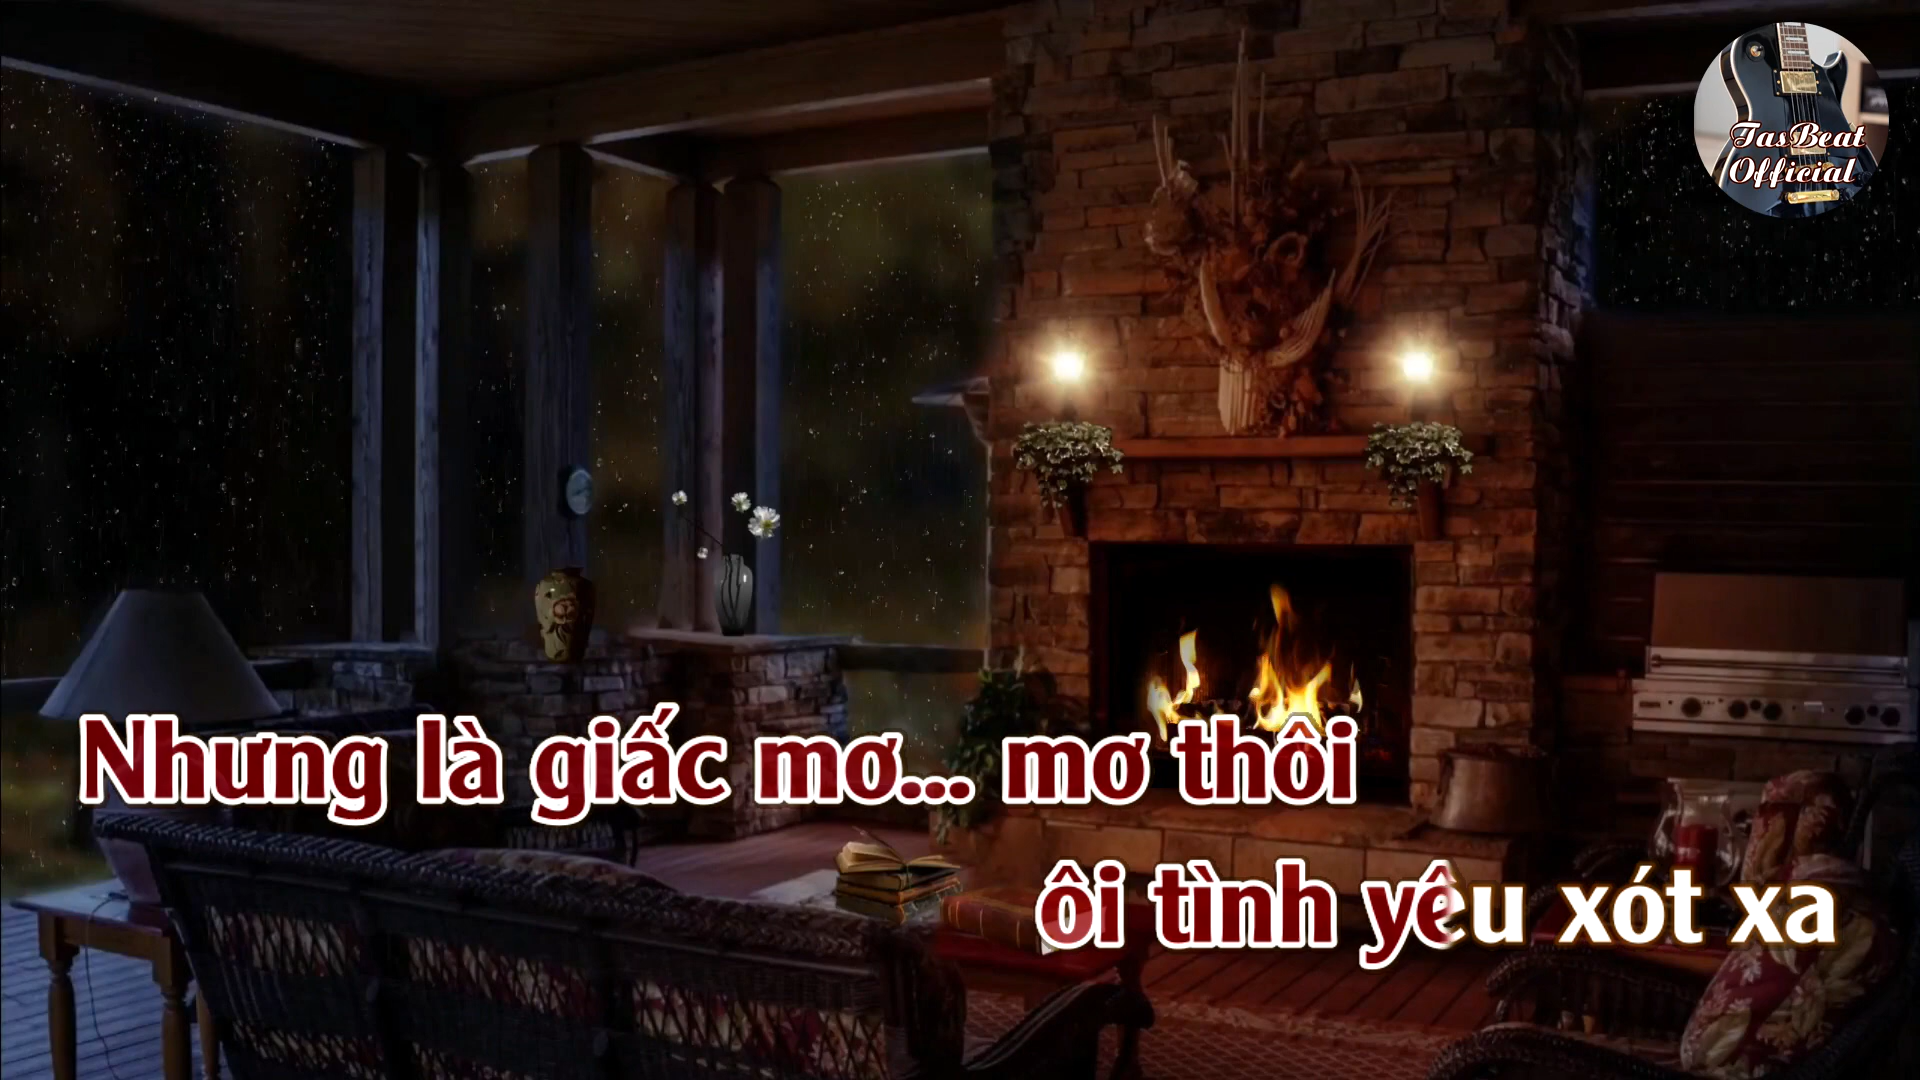 TasBeat
Official
Nhưng là giấc mơ... mơ thôi
ôi tình yêu xót xa